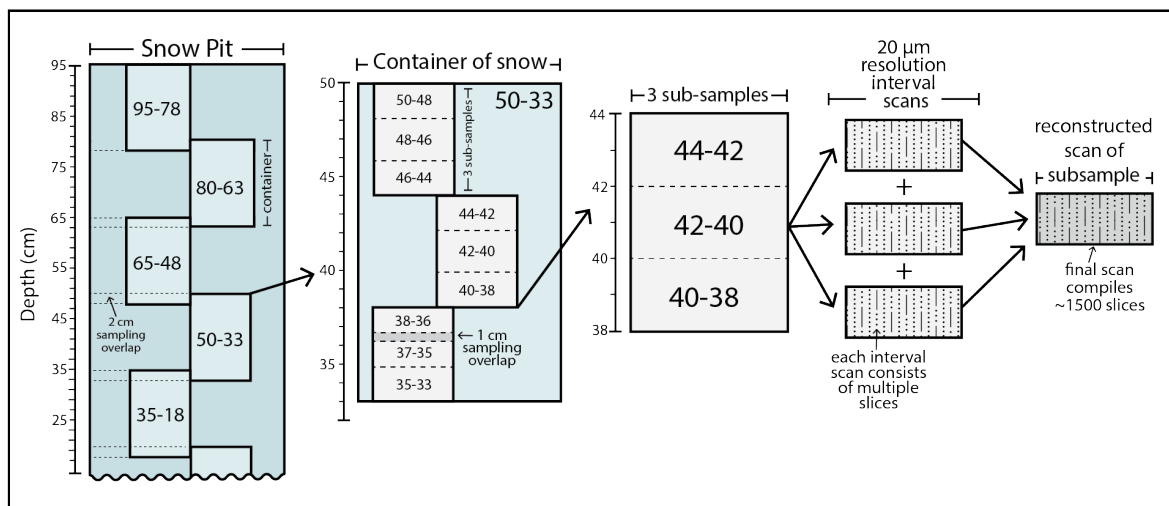 Snow Pit
Depth (cm)
95
85
75
65
55
45
35
25
95-78
80-63
container
65-48
50-33
35-18
2 cm
sampling
overlap
Container of snow
50
45
40
35
50-33
50-48
48-46
46-44
3 sub-samples
44-42
42-40
40-38
38-36
37-35
35-33
1 cm
sampling
overlap
3 sub-samples
44
42
40
38
44-42
42-40
40-38
20 µm
resolution
interval
scans
+
+
each interval
scan consists
of multiple
slices
reconstructed
scan of
subsample
final scan
compiles
~1500 slices